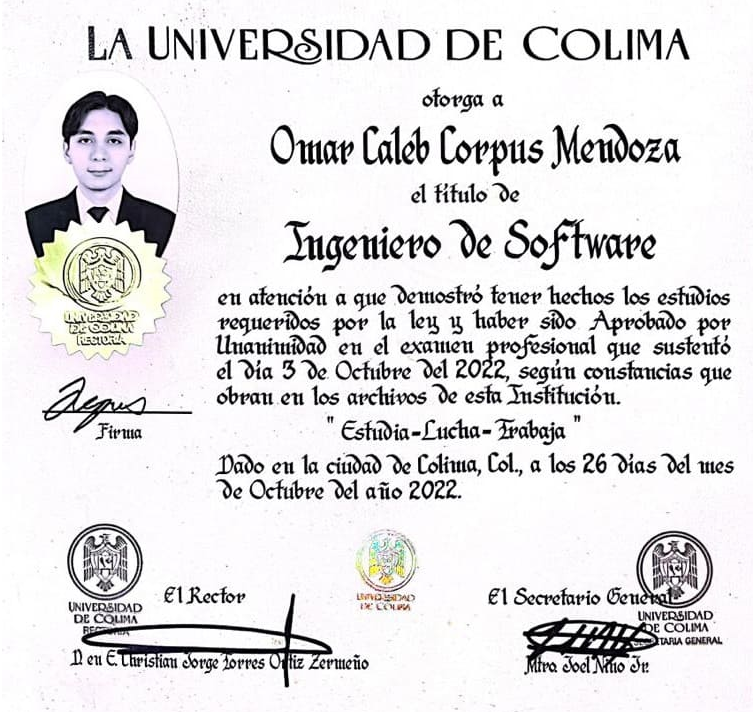 LA UNIVERSIDAD DE COLIMA
otorga a
Omar Caleb Corpus Mendoza
el título de
Ingeniero de Software
en atención a que demostró tener hechos los estudios
requeridos por la ley y haber sido Aprobado por
Unanimidad en el examen profesional que sustentó
el día 3 de Octubre del 2022, según constancias que
obran en los archivos de esta Institución.
" Estudia-Lucha-Trabaja "
Dado en la ciudad de Colima, Col., a los 26 días del mes
de Octubre del año 2022.
UNIVERSIDAD
DE COLIMA
RECTORÍA
Firma
UNIVERSIDAD
DE COLIMA
RECTORIA
El Rector
D. en C. Christian Jorge Torres Ortiz Zermeño
UNIVERSIDAD
DE COLIMA
El Secretario General
UNIVERSIDAD
DE COLIMA
SECRETARIA GENERAL
Mtro. Joel Nino Jr.